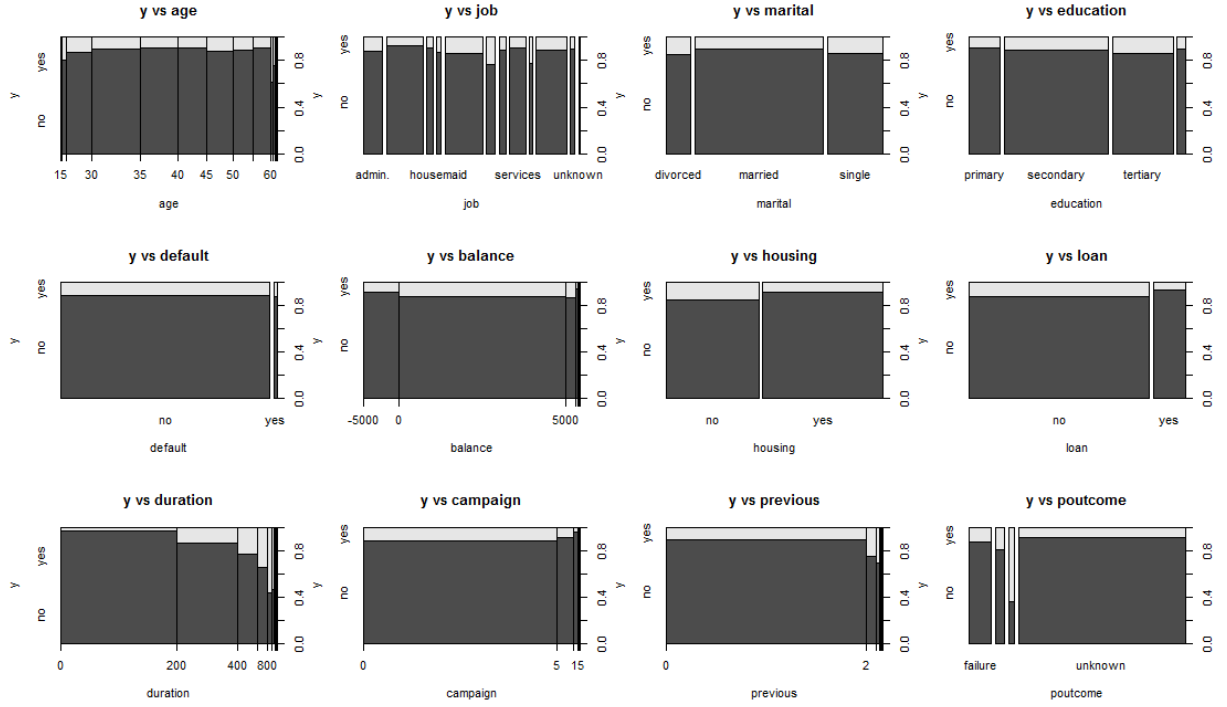 y vs age
y vs job
y vs marital
y vs education
yes
no
y
0.0 0.4 0.8
15 30 35 40 45 50 60
age
yes
no
y
0.0 0.4 0.8
admin. housemaid services unknown
job
yes
no
y
0.0 0.4 0.8
divorced married single
marital
yes
no
y
0.0 0.4 0.8
primary secondary tertiary
education
y vs default
y vs balance
y vs housing
y vs loan
yes
no
y
0.0 0.4 0.8
no yes
default
yes
no
y
0.0 0.4 0.8
-5000 0 5000
balance
yes
no
y
0.0 0.4 0.8
no yes
housing
yes
no
y
0.0 0.4 0.8
no yes
loan
y vs duration
y vs campaign
y vs previous
y vs poutcome
yes
no
y
0.0 0.4 0.8
0 200 400 800
duration
yes
no
y
0.0 0.4 0.8
0 5 15
campaign
yes
no
y
0.0 0.4 0.8
0 2
previous
yes
no
y
0.0 0.4 0.8
failure unknown
poutcome